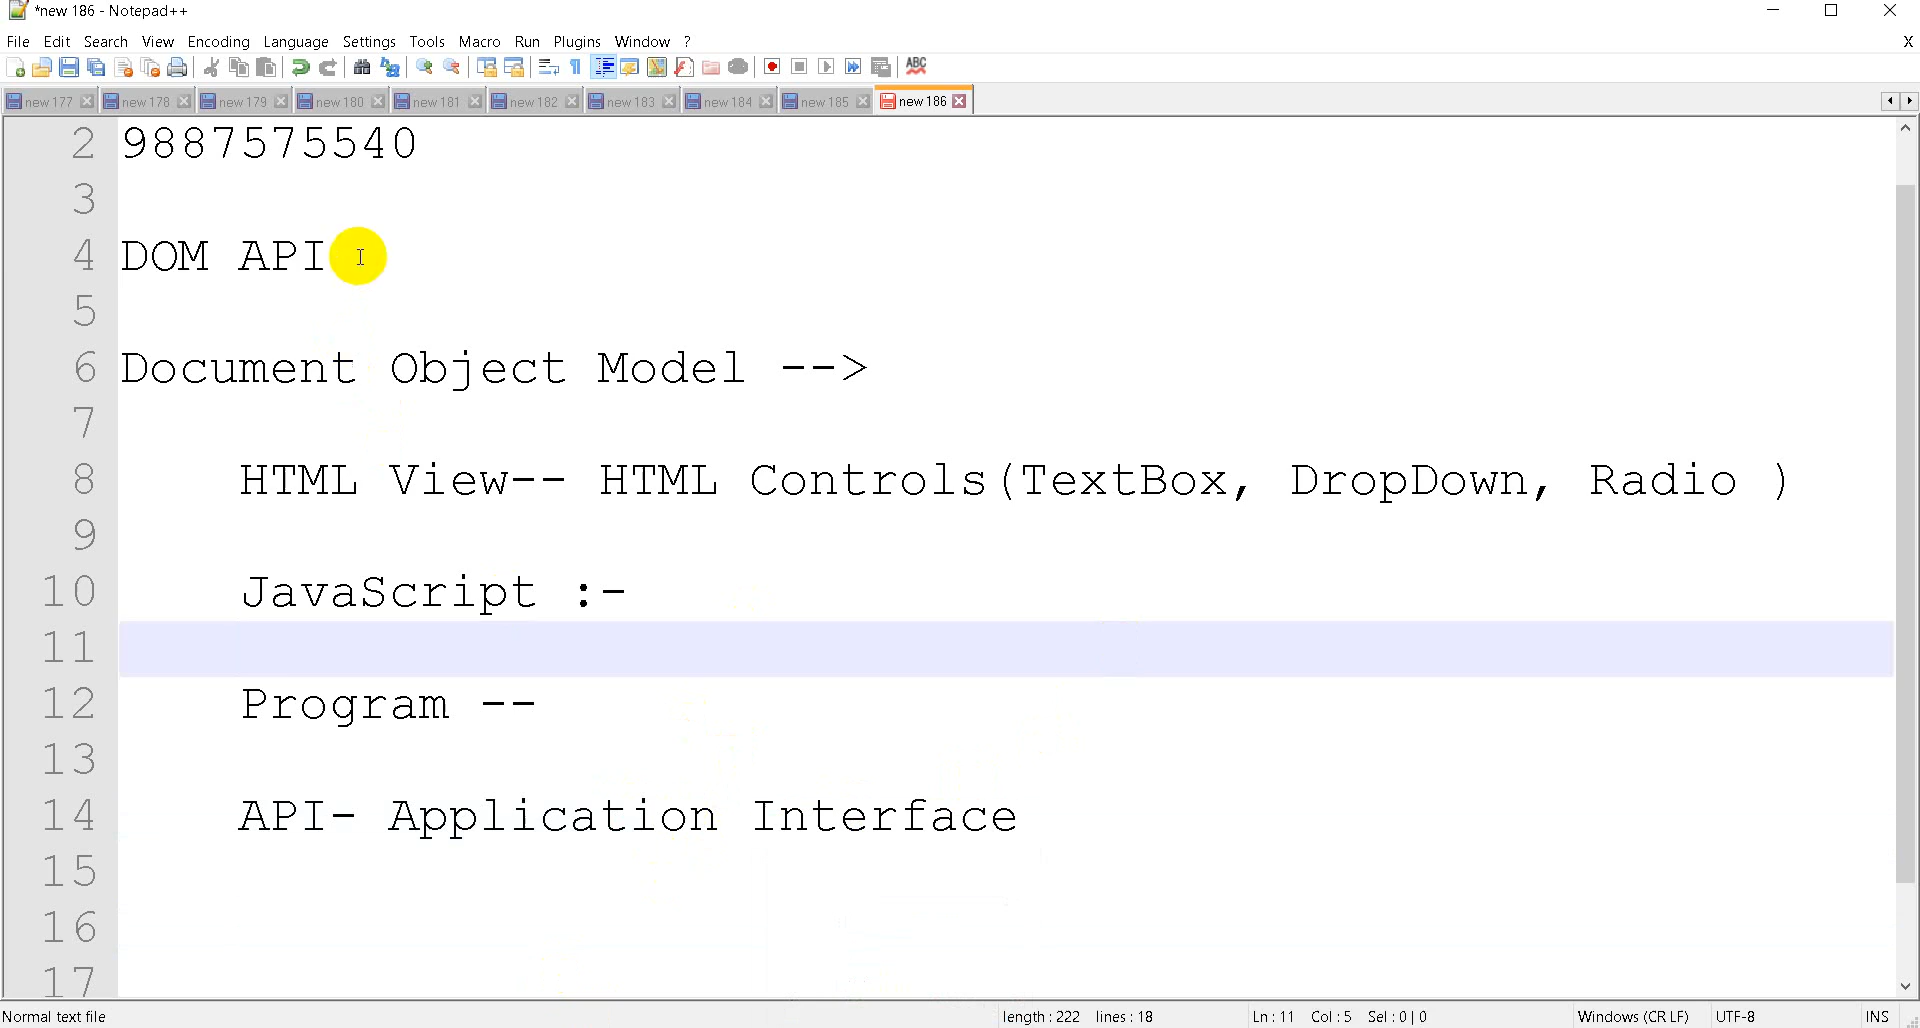 *new 186 - Notepad++
File Edit Search View Encoding Language Settings Tools Macro Run Plugins Window ? X
ABC
new 177 new 178 new 179 new 180 new 181 new 182 new 183 new 184 new 185 new 186
2 9887575540
3
4 DOM API
5
6 Document Object Model -->
7
8 HTML View-- HTML Controls(TextBox, DropDown, Radio )
9
10 JavaScript :-
11
12 Program --
13
14 API- Application Interface
15
16
17
Normal text file length : 222 lines : 18 Ln : 11 Col : 5 Sel : 0 | 0 Windows (CR LF) UTF-8 INS